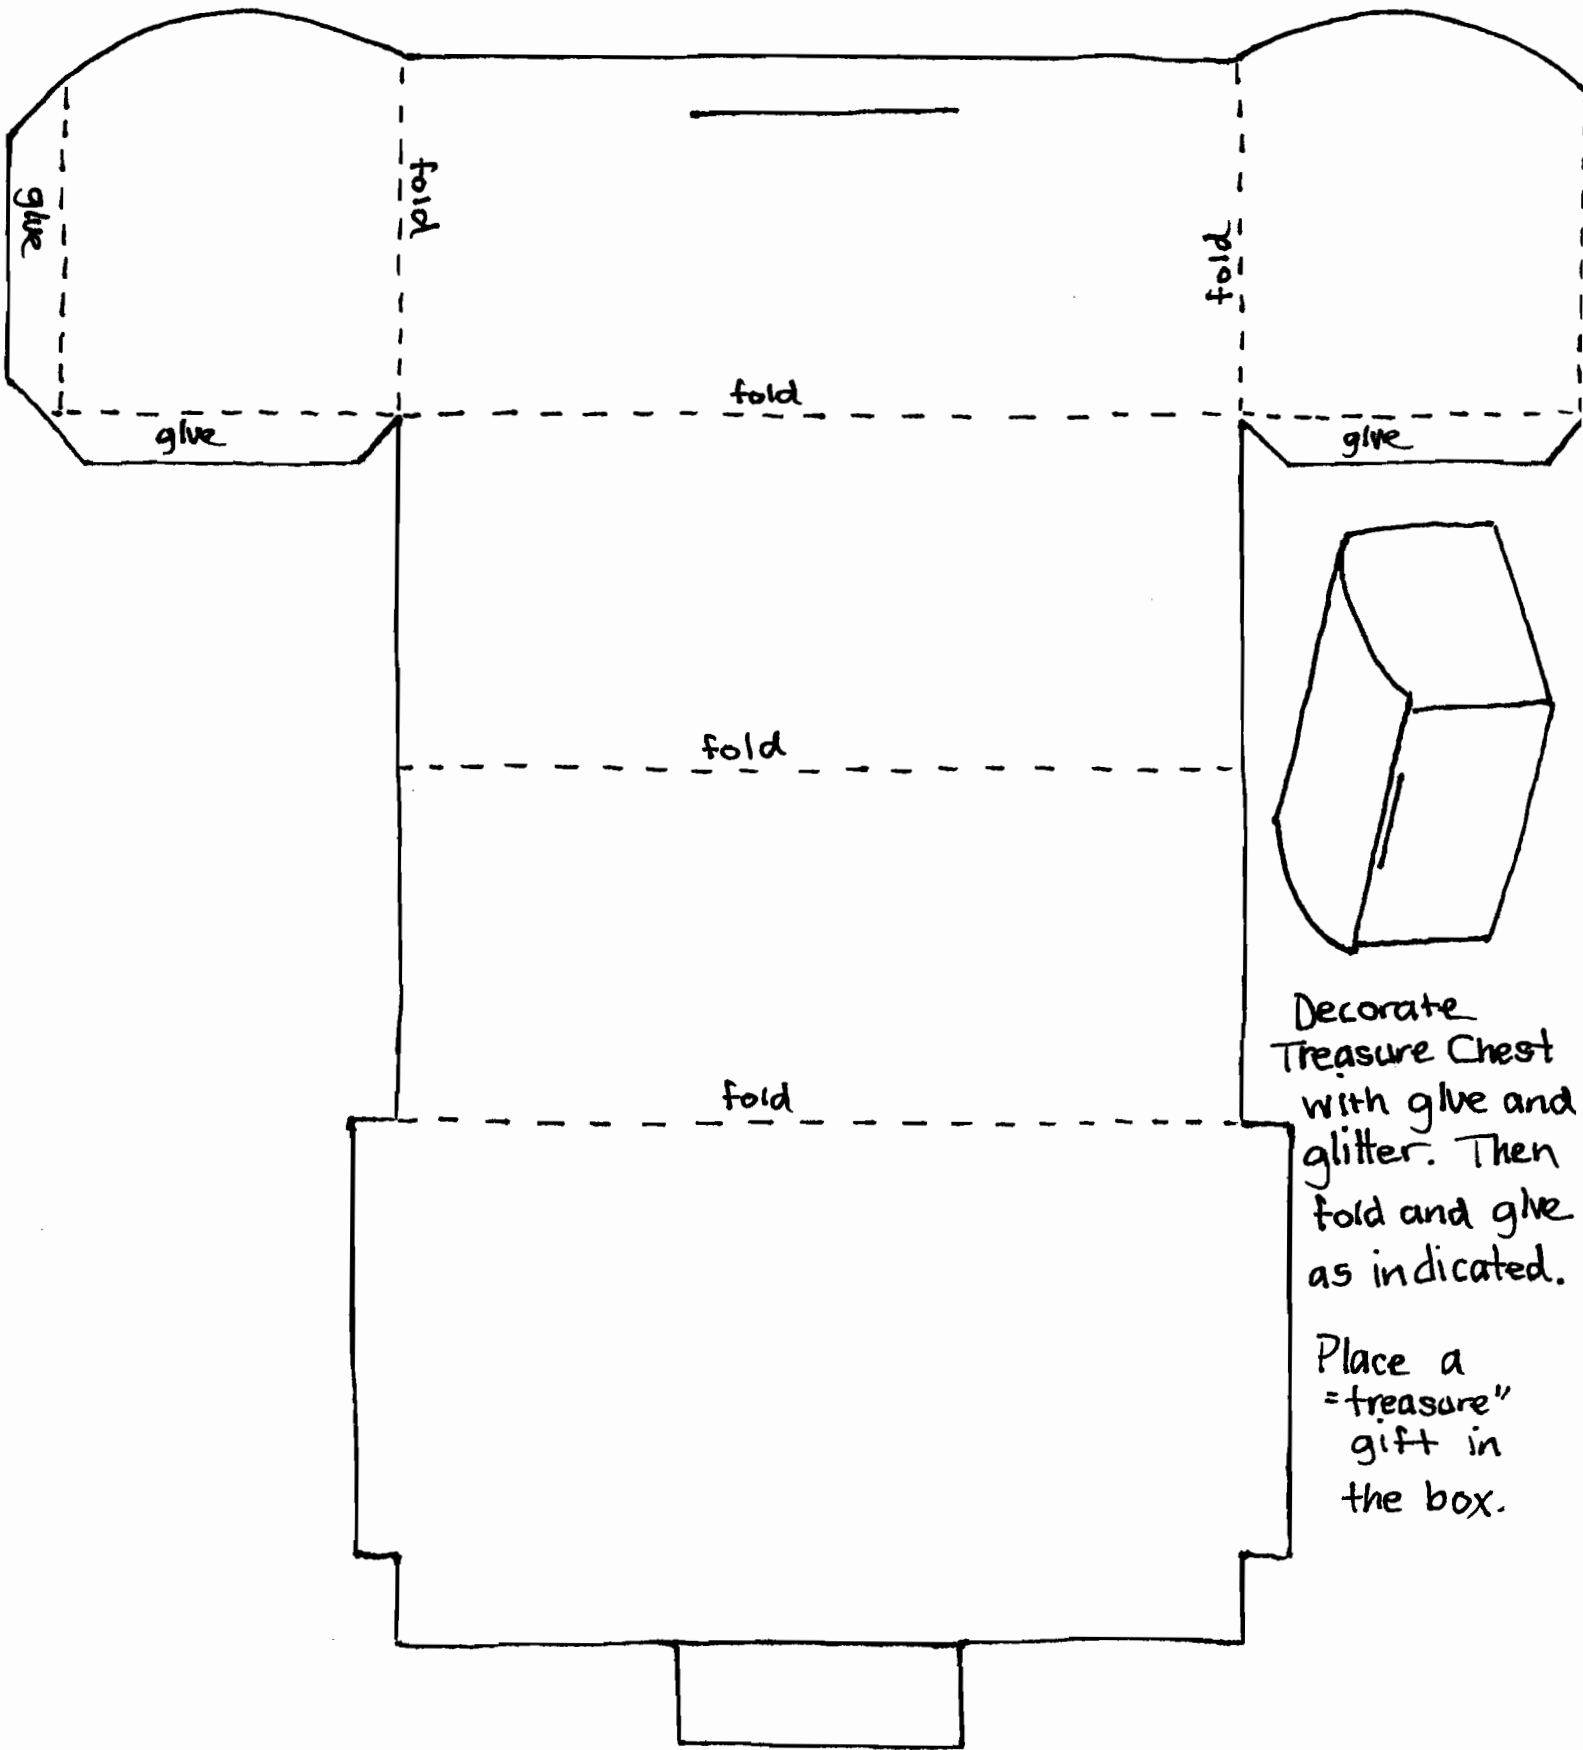 fold
glue
fold
fold
glue
glue
fold
fold
Decorate
Treasure Chest
with glue and
glitter. Then
fold and glue
as indicated.
Place a
"treasure"
gift in
the box.